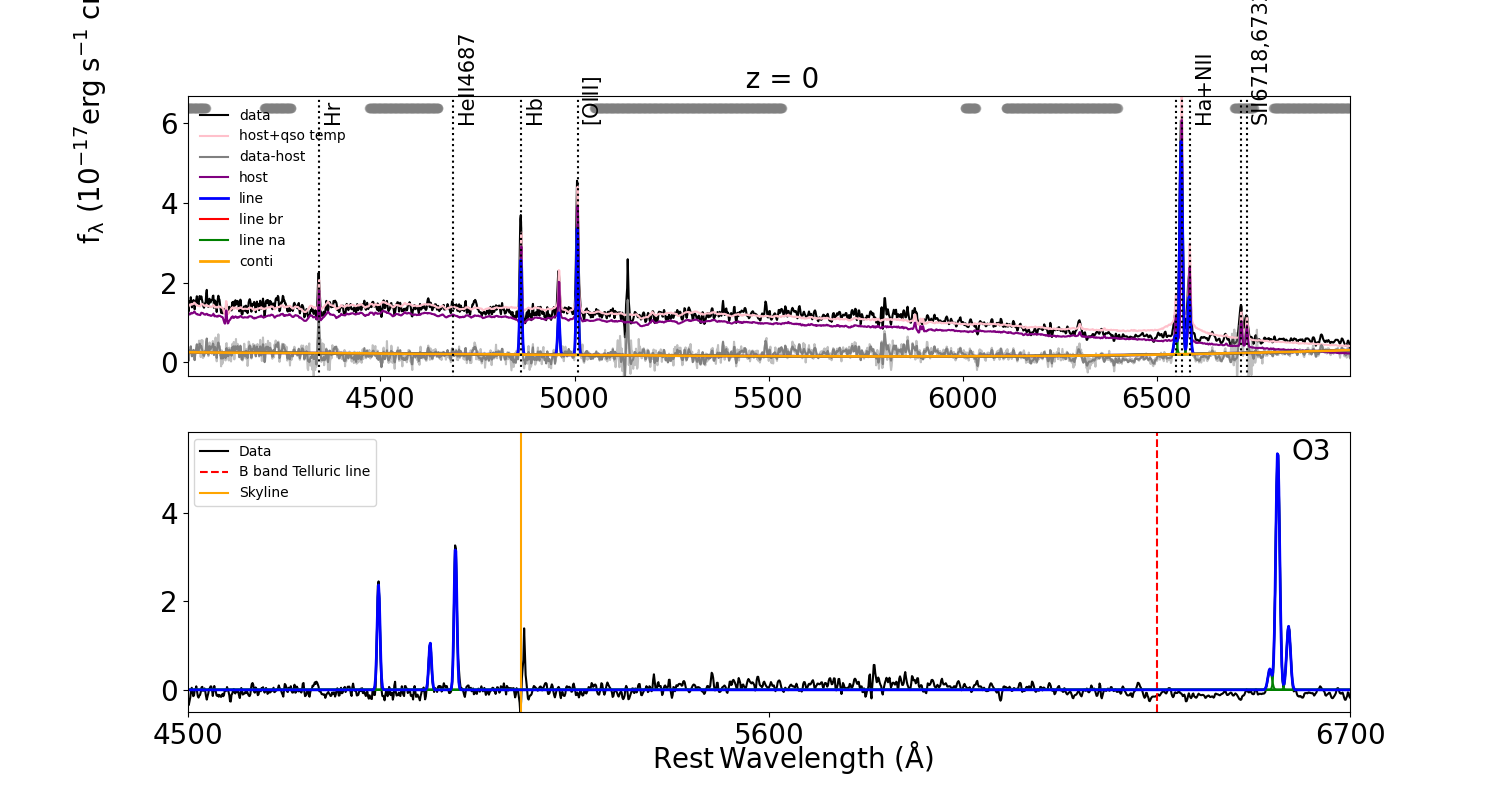 z = 0
f_λ (10^−17 erg s^−1 c
Hr
HeII4687
Hb
[OIII]
Ha+NII
SII6718,673
data
host+qso temp
data-host
host
line
line br
line na
conti
6
4
2
0
4500 5000 5500 6000 6500
Data
B band Telluric line
Skyline
O3
4
2
0
4500 5600 6700
Rest Wavelength (Å)